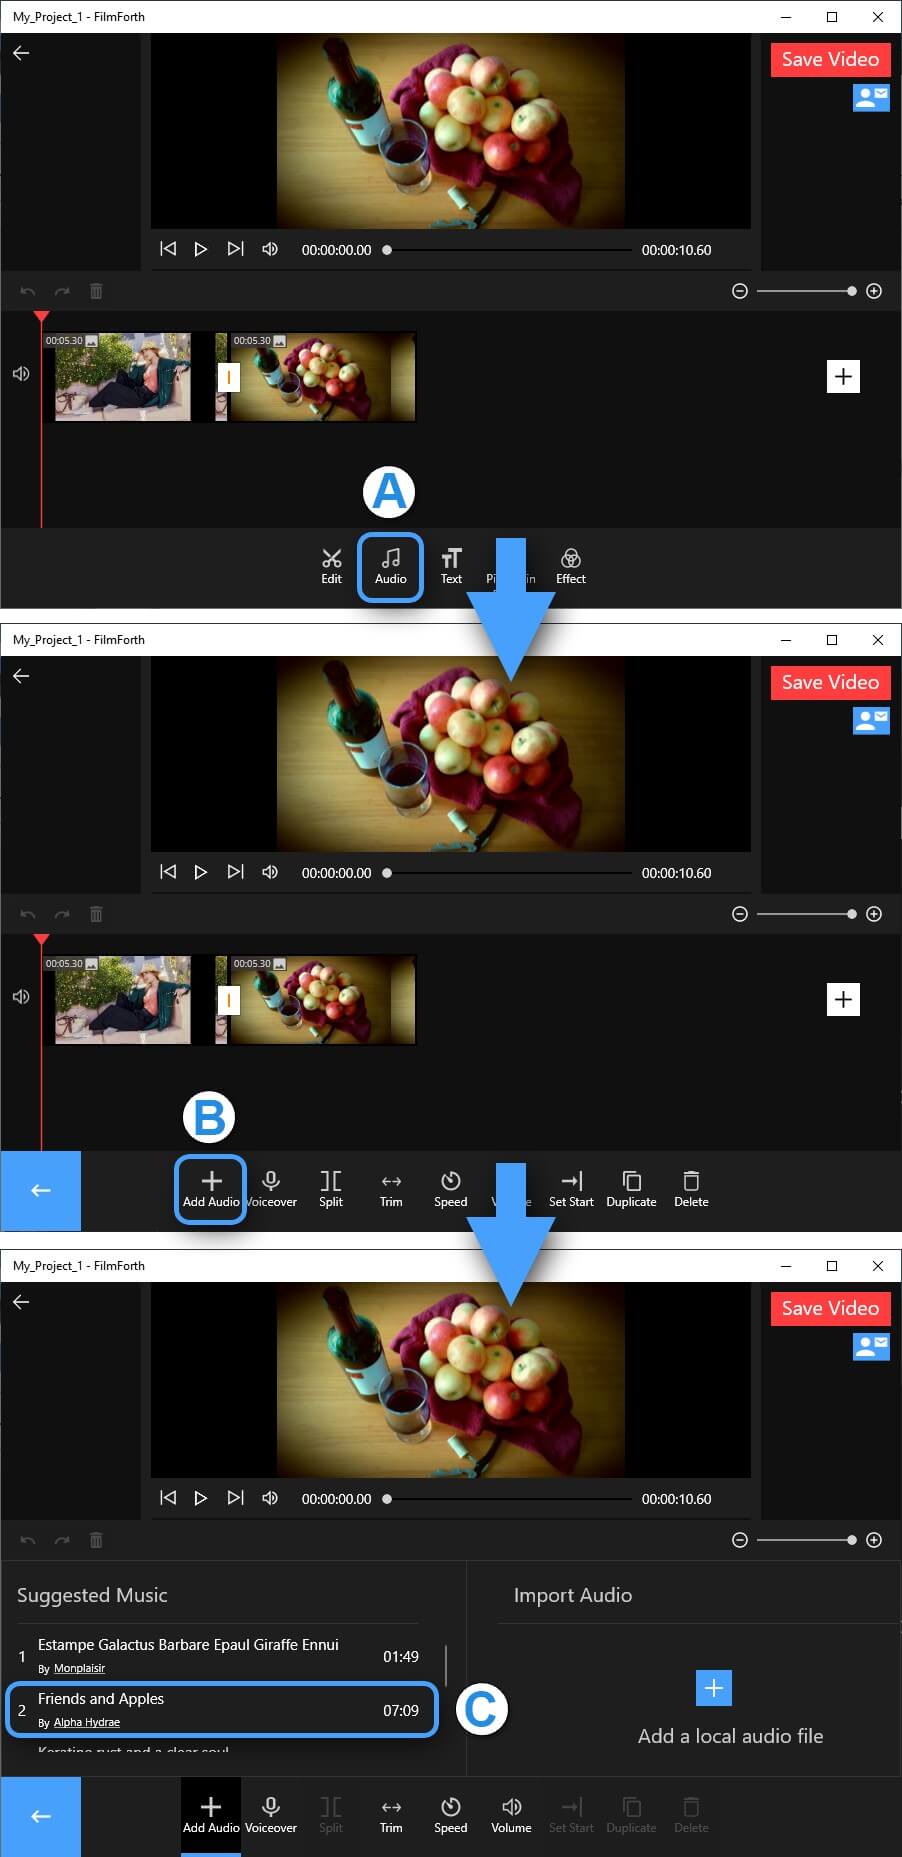 My_Project_1 - FilmForth
Save Video
00:00:00.00
00:00:10.60
00:05.30
00:05.30
A
Edit
Audio
Text
Effect
My_Project_1 - FilmForth
Save Video
00:00:00.00
00:00:10.60
00:05.30
00:05.30
B
Add Audio
Voiceover
Split
Trim
Speed
Set Start
Duplicate
Delete
My_Project_1 - FilmForth
Save Video
00:00:00.00
00:00:10.60
Suggested Music
Import Audio
1
Estampe Galactus Barbare Epaul Giraffe Ennui
01:49
By Monplaisir
2
Friends and Apples
07:09
By Alpha Hydrae
C
Kerating rust and a clear soul
Add a local audio file
Add Audio
Voiceover
Split
Trim
Speed
Volume
Set Start
Duplicate
Delete